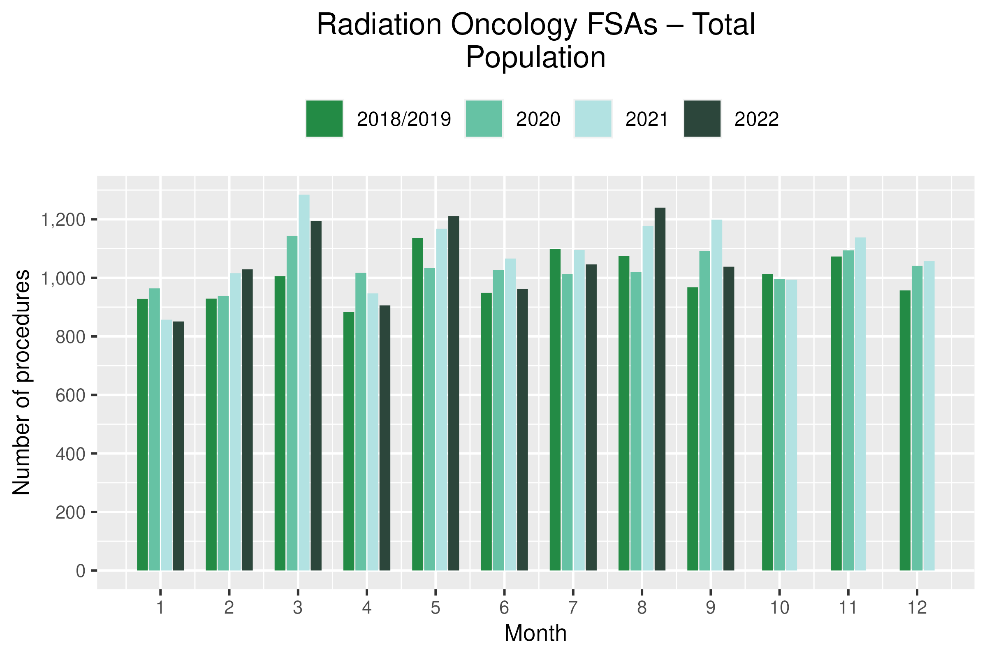 Radiation Oncology FSAs – Total
Population
2018/2019 2020 2021 2022
Number of procedures
1,200
1,000
800
600
400
200
0
1 2 3 4 5 6 7 8 9 10 11 12
Month